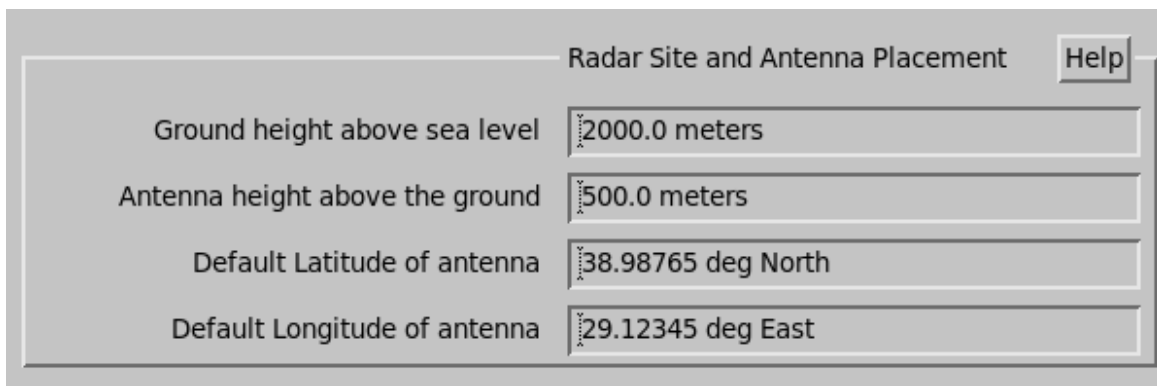 Radar Site and Antenna Placement Help
Ground height above sea level 2000.0 meters
Antenna height above the ground 500.0 meters
Default Latitude of antenna 38.98765 deg North
Default Longitude of antenna 29.12345 deg East